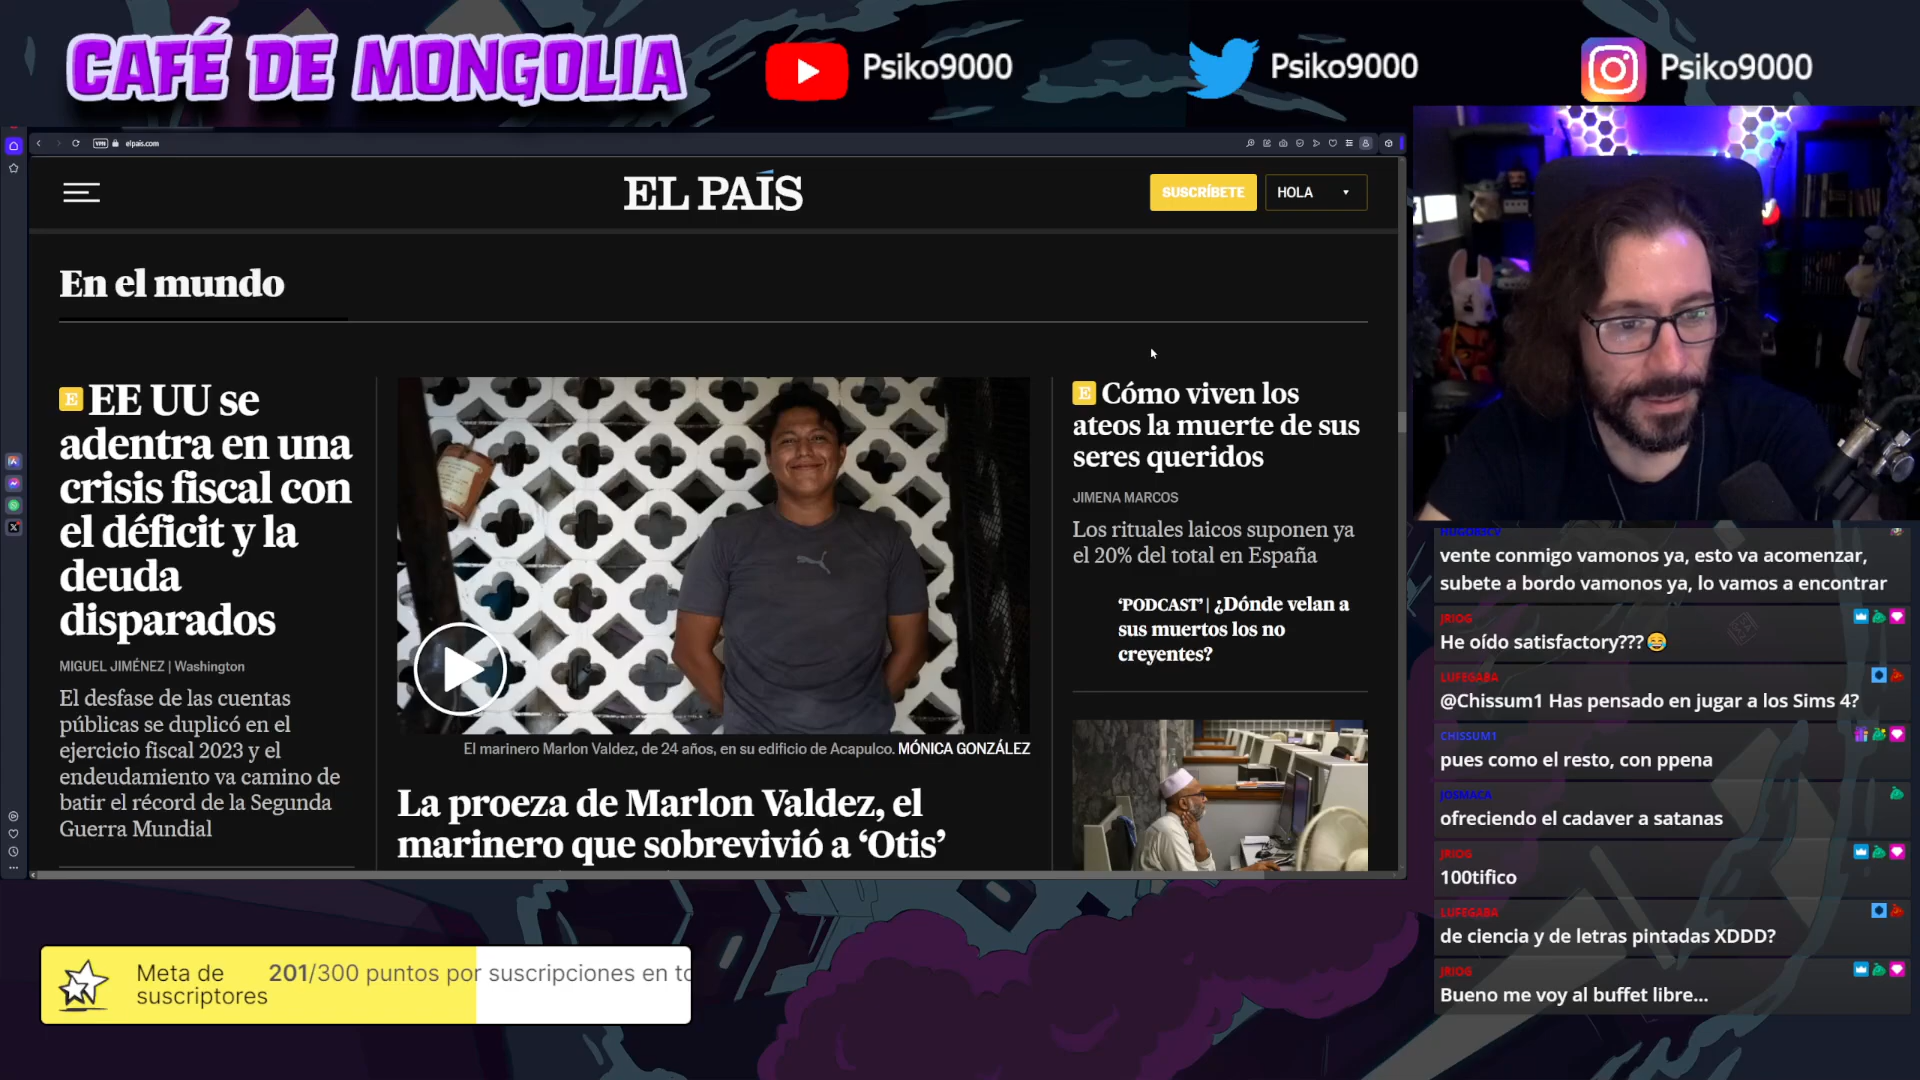 CAFÉ DE MONGOLIA
Psiko9000
Psiko9000
Psiko9000
VPN
elpais.com
EL PAÍS
SUSCRÍBETE
HOLA
En el mundo
E EE UU se
adentra en una
crisis fiscal con
el déficit y la
deuda
disparados
MIGUEL JIMÉNEZ | Washington
El desfase de las cuentas
públicas se duplicó en el
ejercicio fiscal 2023 y el
endeudamiento va camino de
batir el récord de la Segunda
Guerra Mundial
El marinero Marlon Valdez, de 24 años, en su edificio de Acapulco. MÓNICA GONZÁLEZ
La proeza de Marlon Valdez, el
marinero que sobrevivió a ‘Otis’
E Cómo viven los
ateos la muerte de sus
seres queridos
JIMENA MARCOS
Los rituales laicos suponen ya
el 20% del total en España
‘PODCAST’ | ¿Dónde velan a
sus muertos los no
creyentes?
vente conmigo vamonos ya, esto va acomenzar,
subete a bordo vamonos ya, lo vamos a encontrar
JRIOG
He oído satisfactory??? 😂
LUFEGABA
@Chissum1 Has pensado en jugar a los Sims 4?
CHISSUM1
pues como el resto, con ppena
JOSMACA
ofreciendo el cadaver a satanas
JRIOG
100tifico
LUFEGABA
de ciencia y de letras pintadas XDDD?
JRIOG
Bueno me voy al buffet libre...
Meta de
suscriptores
201/300 puntos por suscripciones en to